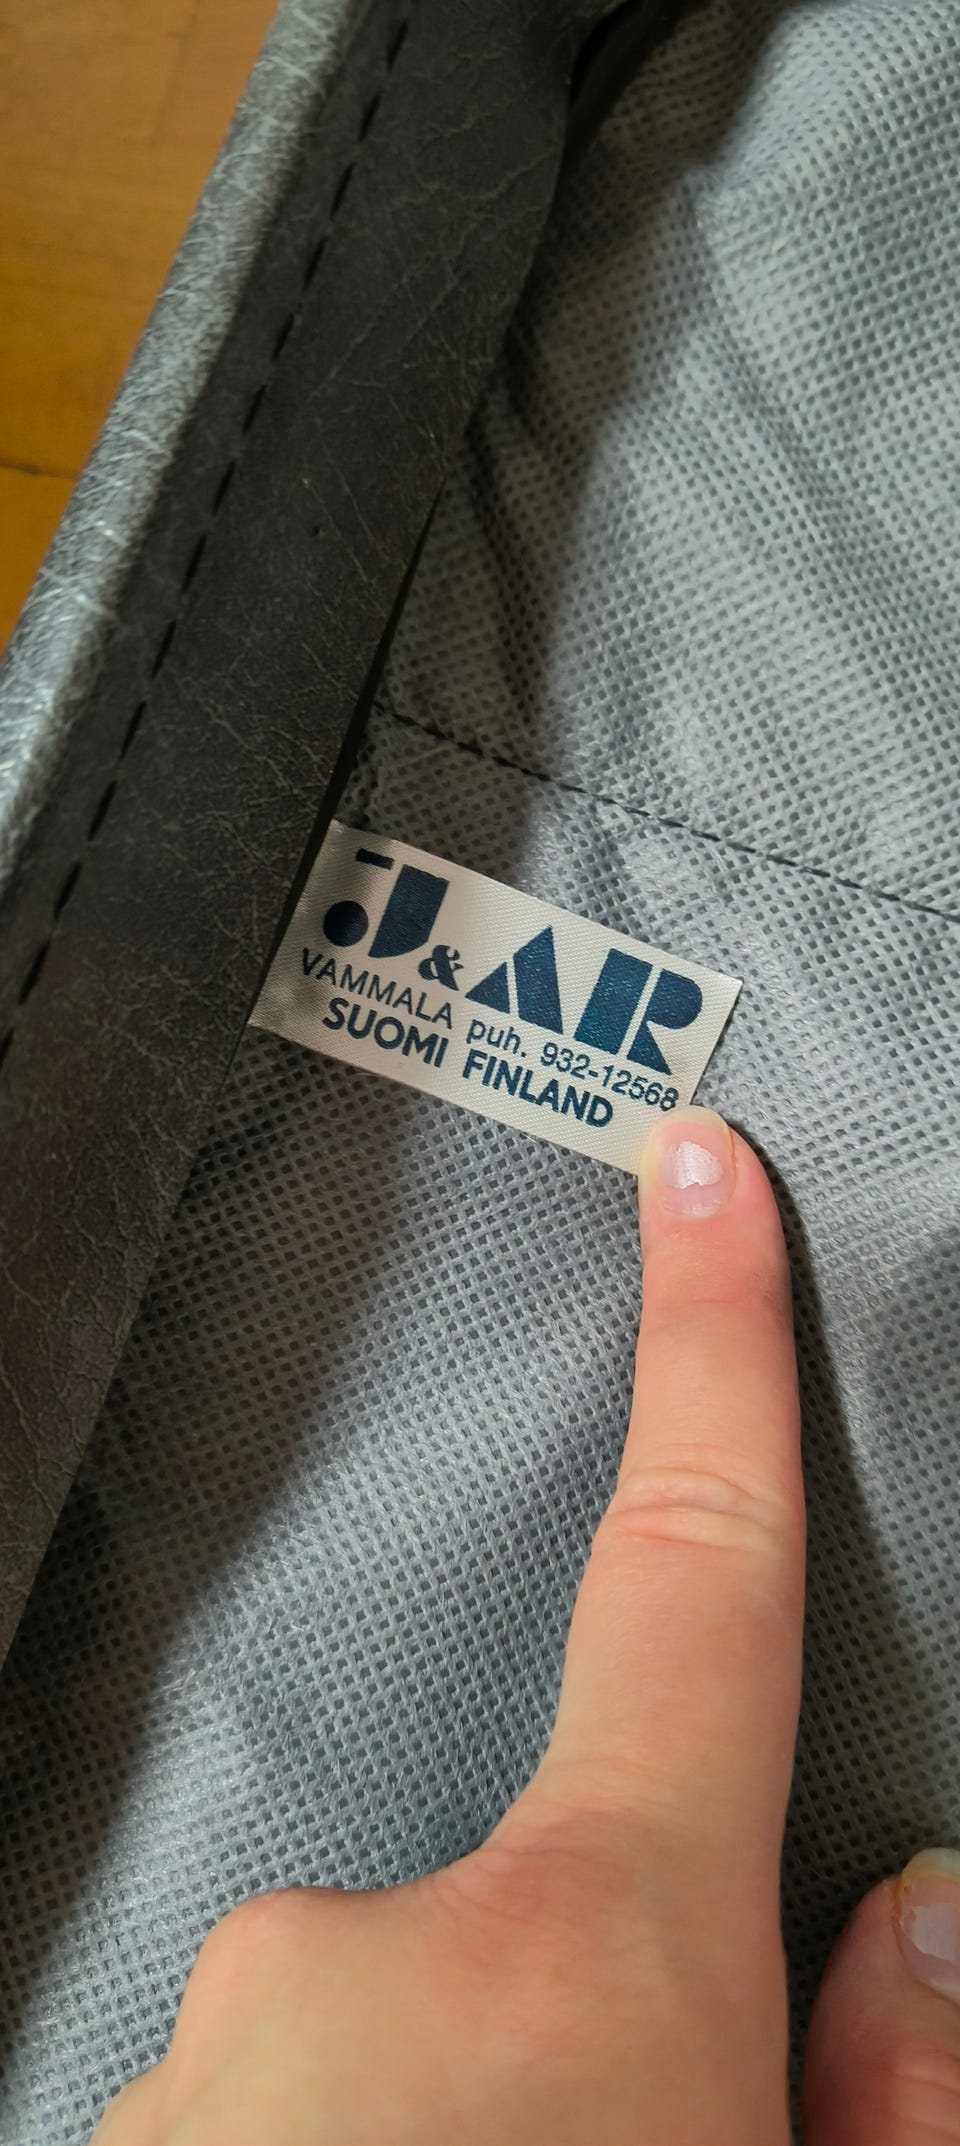 J&AR
VAMMALA puh. 932-12568
SUOMI FINLAND